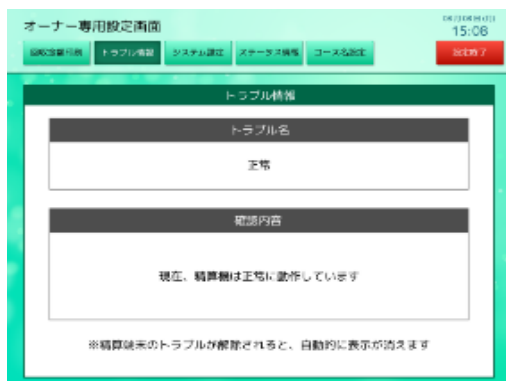 オーナー専用設定画面
15:06
トラブル情報
システム設定
ステータス情報
コース名設定
設定終了
トラブル情報
トラブル名
正常
確認内容
現在、精算機は正常に動作しています
※精算端末のトラブルが解除されると、自動的に表示が消えます